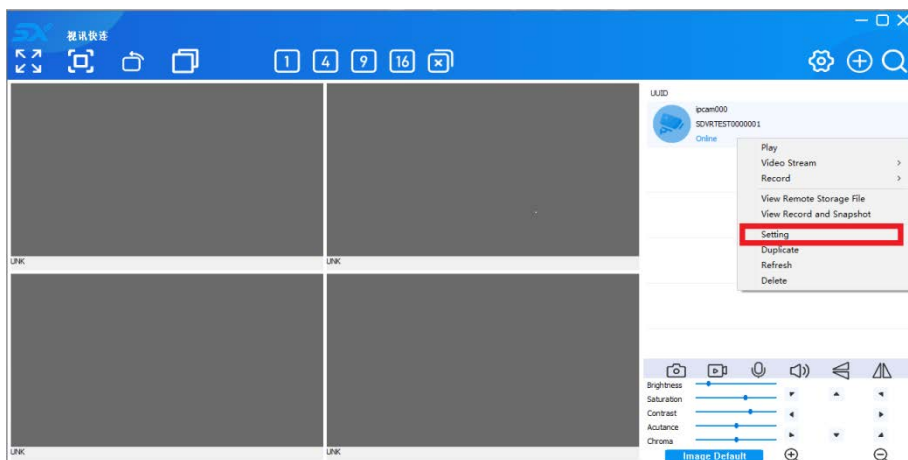 SX 视讯快连
1 4 9 16
UUID
ipcam000
SDVRTEST0000001
Online
Play
Video Stream
Record
View Remote Storage File
View Record and Snapshot
Setting
Duplicate
Refresh
Delete
UNK UNK
Brightness
Saturation
Contrast
Acutance
Chroma
Image Default
UNK UNK